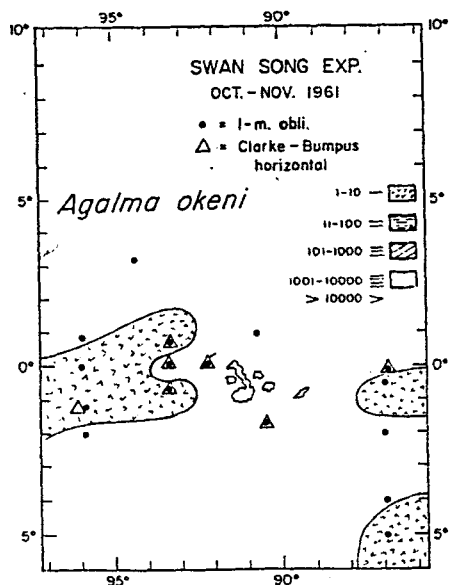 95° 90°
10° 10°
SWAN SONG EXP.
OCT. - NOV. 1961
• = 1-m. obli.
△ = Clarke - Bumpus
horizontal
1-10
5° Agalma okeni 5°
11-100
101-1000
1001-10000
> 10000 >
0° 0°
5° 5°
95° 90°